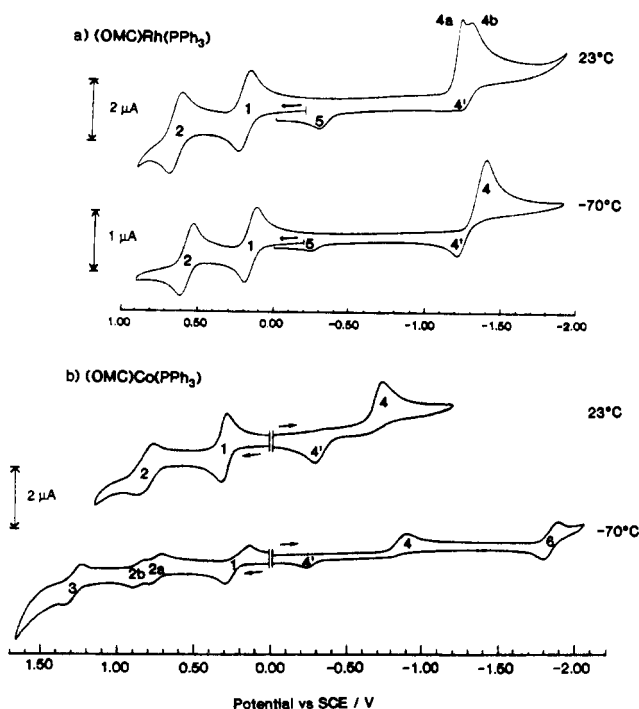 a) (OMC)Rh(PPh₃)
4a 4b
23°C
2 μA
2
1
5
4'
4
-70°C
1 μA
2
1
5
4'
1.00 0.50 0.00 -0.50 -1.00 -1.50 -2.00
b) (OMC)Co(PPh₃)
4
23°C
1
4'
2
2 μA
-70°C
4
6
3
2b 2a
1
4'
1.50 1.00 0.50 0.00 -0.50 -1.00 -1.50 -2.00
Potential vs SCE / V